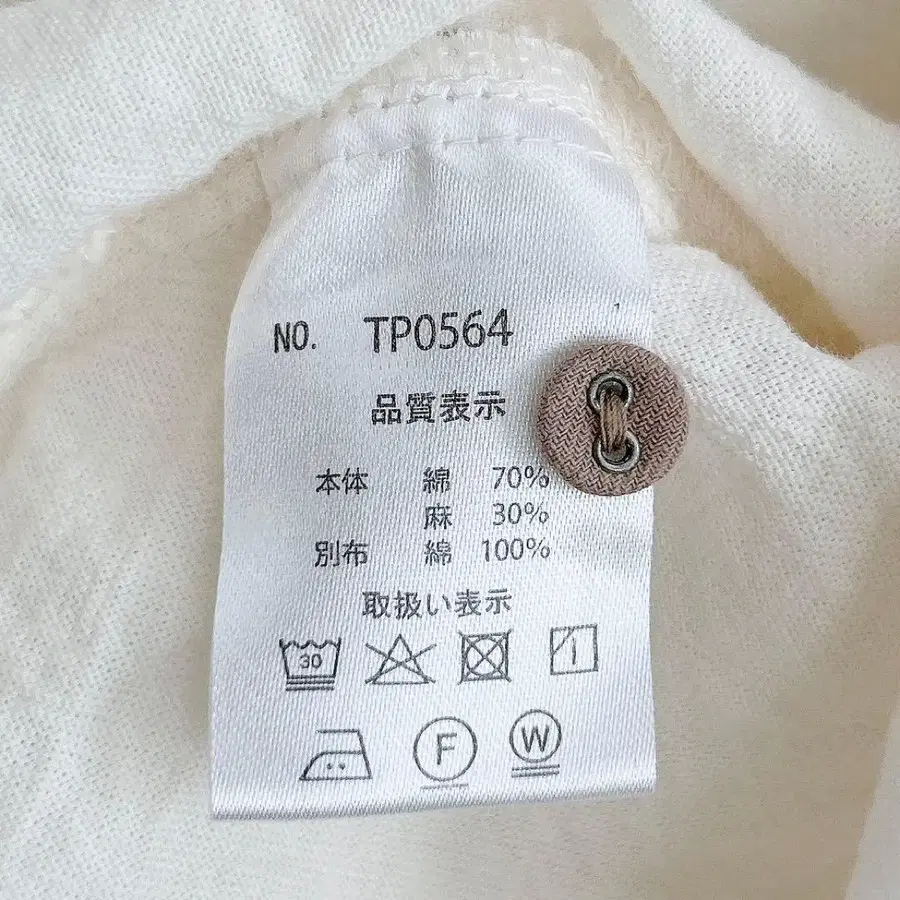 NO. TP0564
品質表示
本体 綿 70%
麻 30%
別布 綿 100%
取扱い表示
30
F W